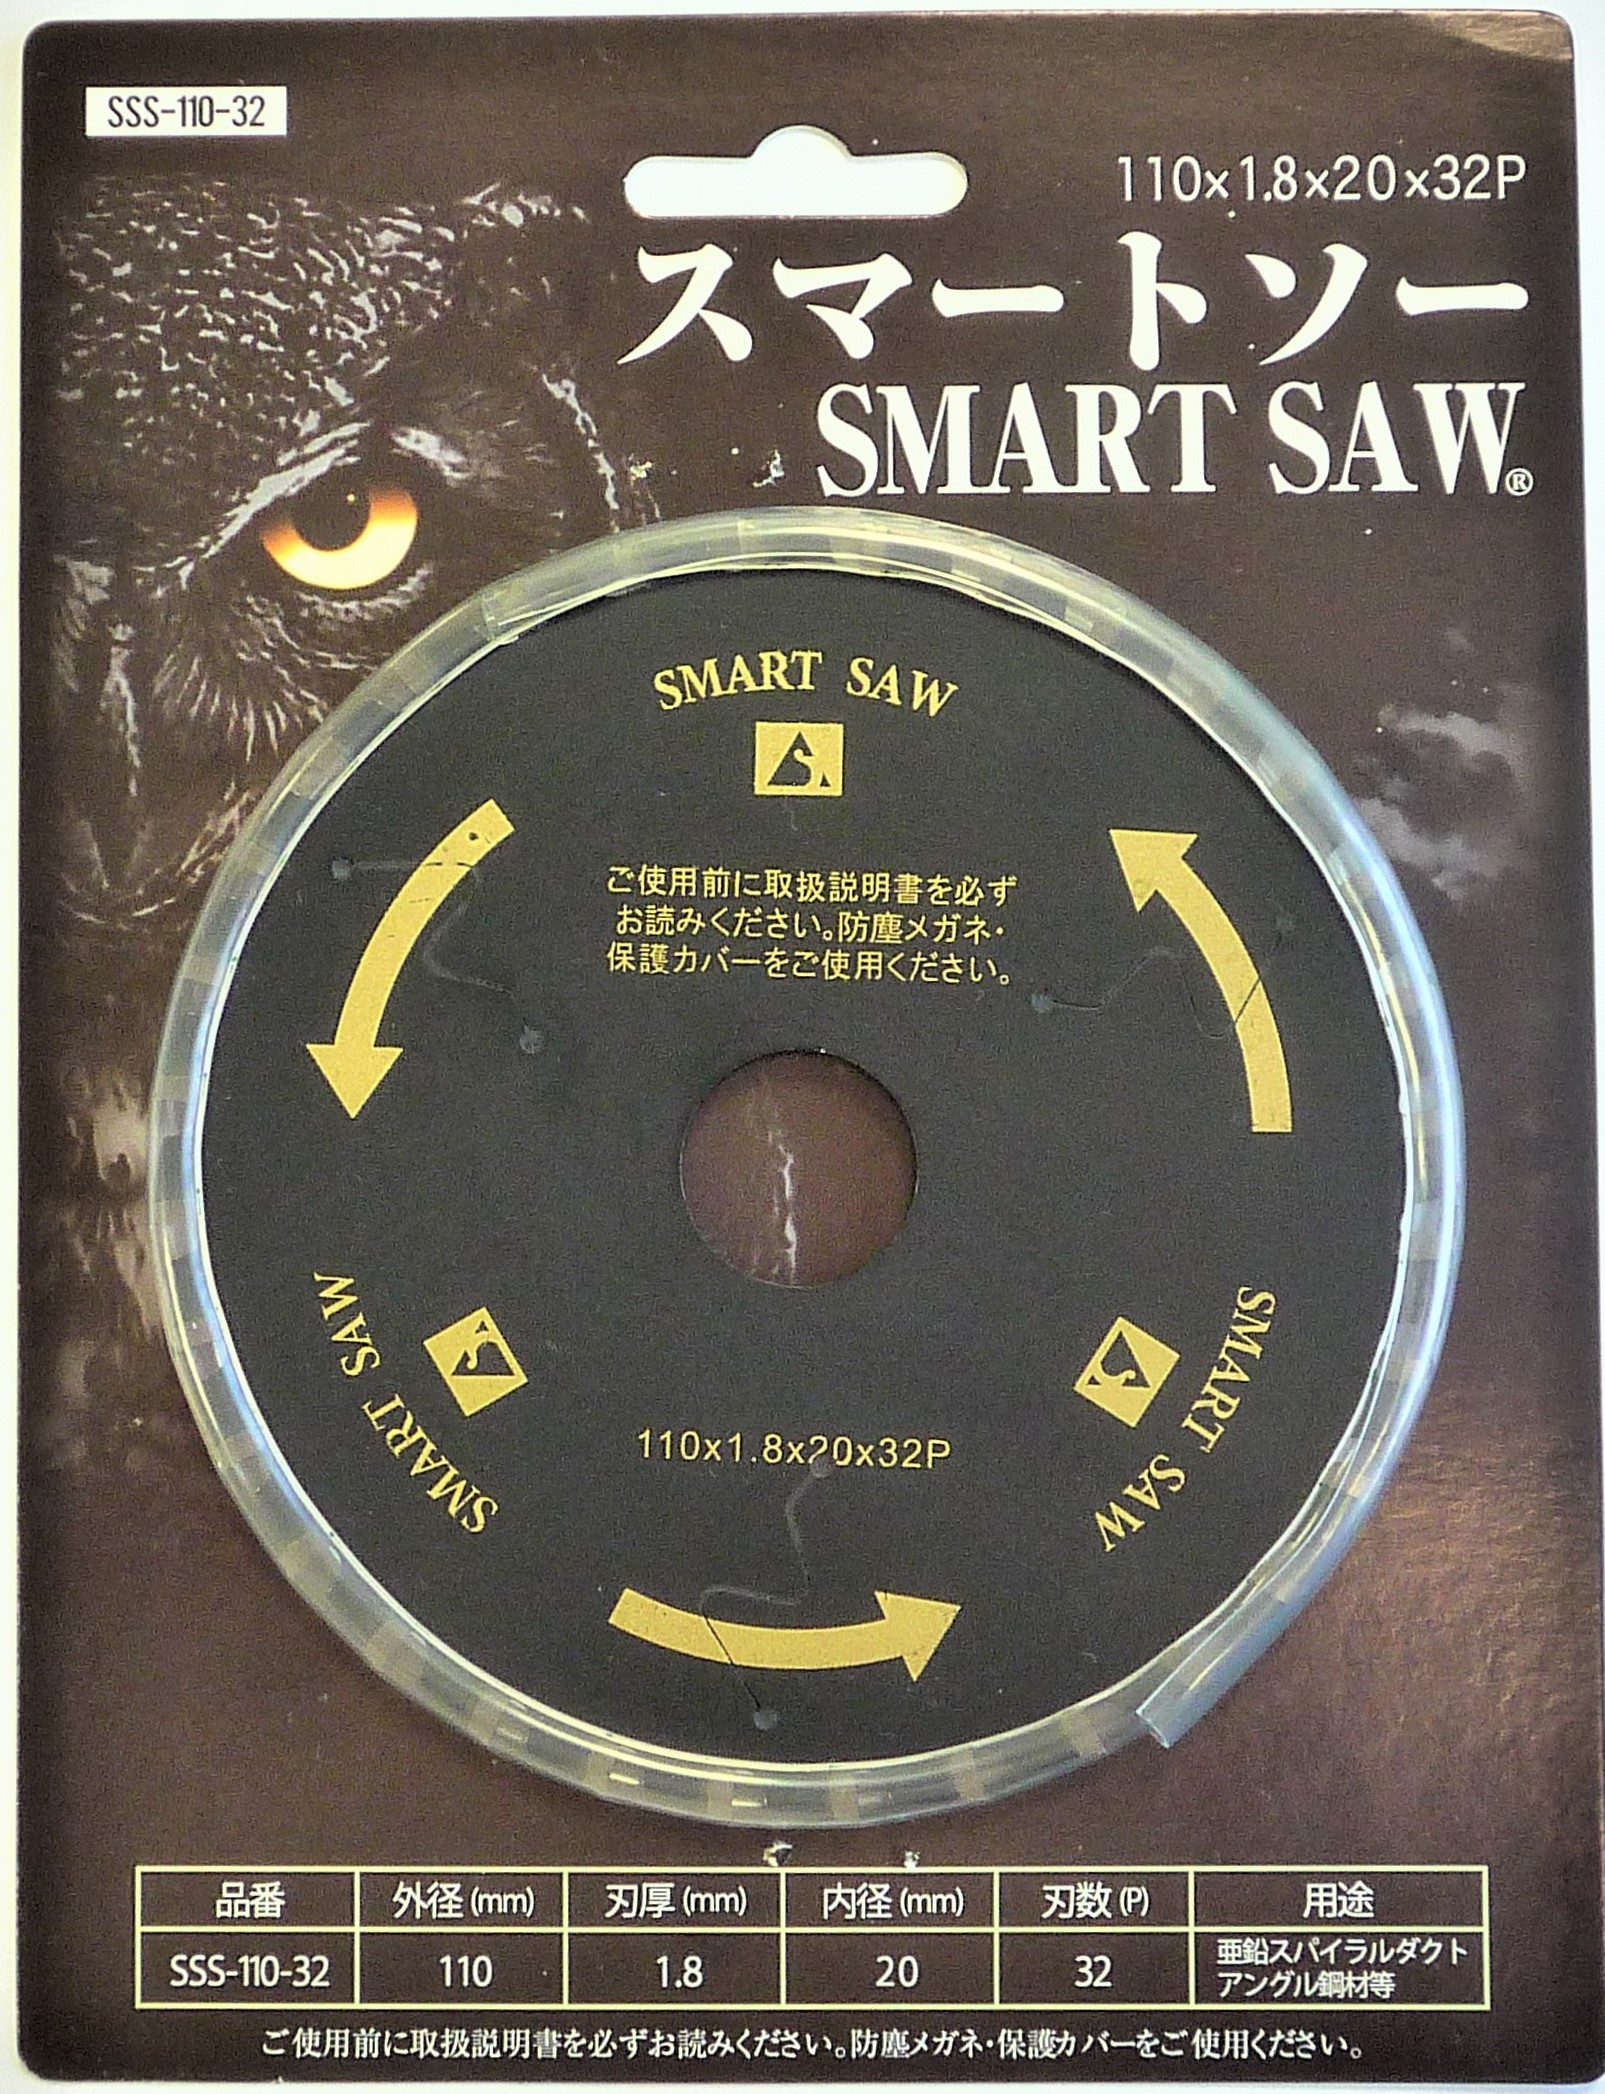 SSS-110-32
110×1.8×20×32P
スマートソー
SMART SAW®
SMART SAW
ご使用前に取扱説明書を必ず
お読みください。防塵メガネ・
保護カバーをご使用ください。
SMART SAW
SMART SAW
110x1.8x20x32P
品番 外径(mm) 刃厚(mm) 内径(mm) 刃数(P) 用途
SSS-110-32 110 1.8 20 32 亜鉛スパイラルダクト
アングル鋼材等
ご使用前に取扱説明書を必ずお読みください。防塵メガネ・保護カバーをご使用ください。